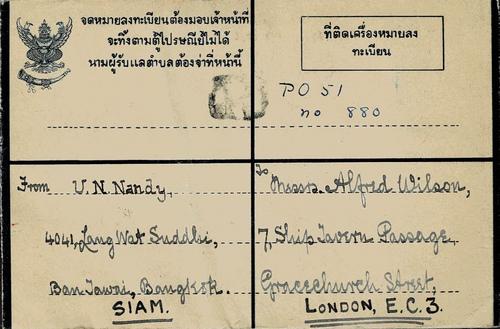 จดหมายลงทะเบียนต้องมอบเจ้าหน้าที่
จะทิ้งตามตู้ไปรษณีย์ไม่ได้
นามผู้รับและตำบลต้องจ่าที่หน้านี้
ที่ติดเครื่องหมายลง
ทะเบียน
PO 51
no 880
From U. N. Nandy,
4041, Lang Wat Suddhi,
Ban Tawai, Bangkok.
SIAM.
To Messrs. Alfred Wilson,
7, Ship Tavern Passage,
Gracechurch Street,
LONDON, E.C. 3.